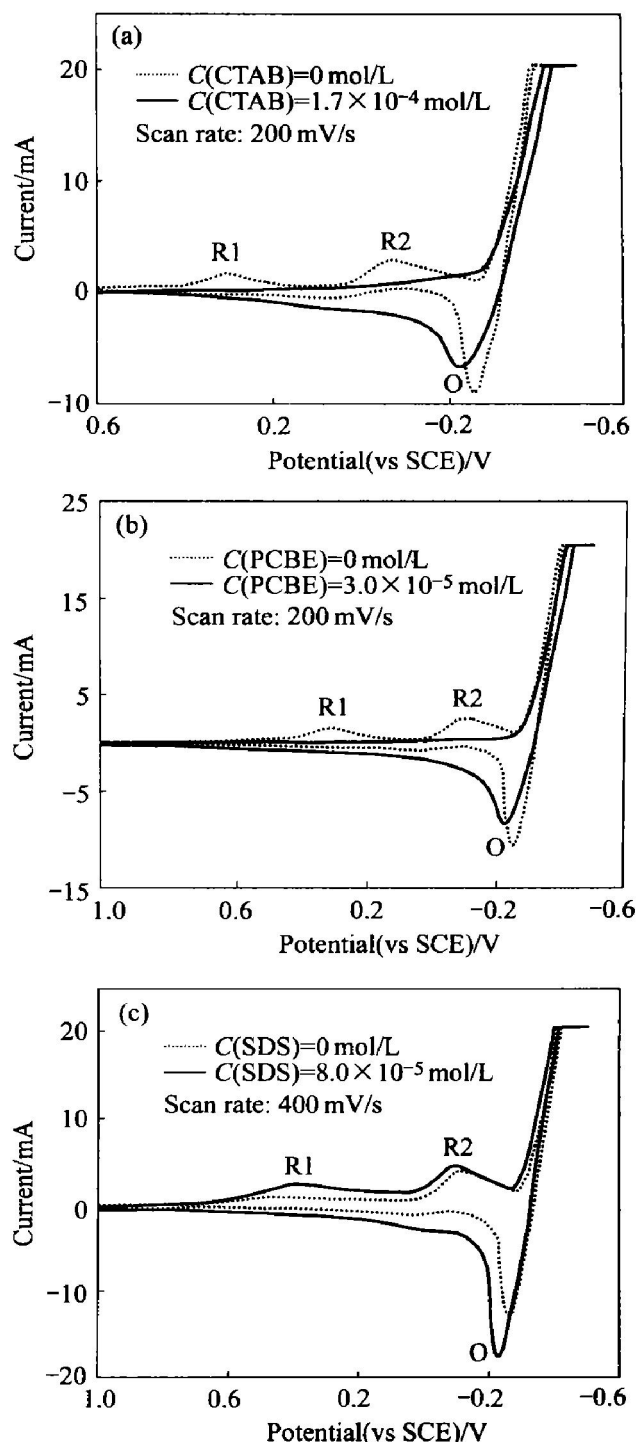 (a)
C(CTAB)=0 mol/L
C(CTAB)=1.7×10⁻⁴ mol/L
Scan rate: 200 mV/s
R1
R2
O
20
10
0
−10
Current/mA
0.6
0.2
−0.2
−0.6
Potential(vs SCE)/V
(b)
C(PCBE)=0 mol/L
C(PCBE)=3.0×10⁻⁵ mol/L
Scan rate: 200 mV/s
R1
R2
O
25
15
5
−5
−15
Current/mA
1.0
0.6
0.2
−0.2
−0.6
Potential(vs SCE)/V
(c)
C(SDS)=0 mol/L
C(SDS)=8.0×10⁻⁵ mol/L
Scan rate: 400 mV/s
R1
R2
O
20
10
0
−10
−20
Current/mA
1.0
0.6
0.2
−0.2
−0.6
Potential(vs SCE)/V